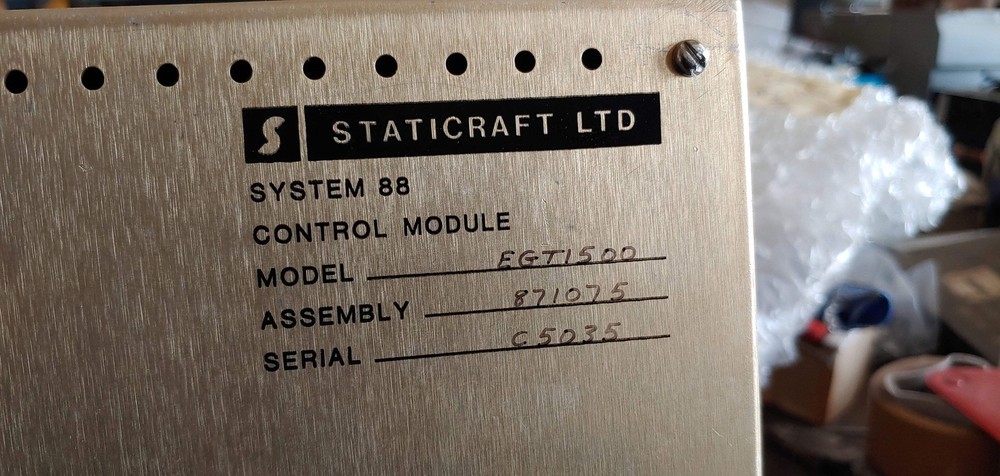 S STATICRAFT LTD
SYSTEM 88
CONTROL MODULE
MODEL EGT1500
ASSEMBLY 871075
SERIAL C5035